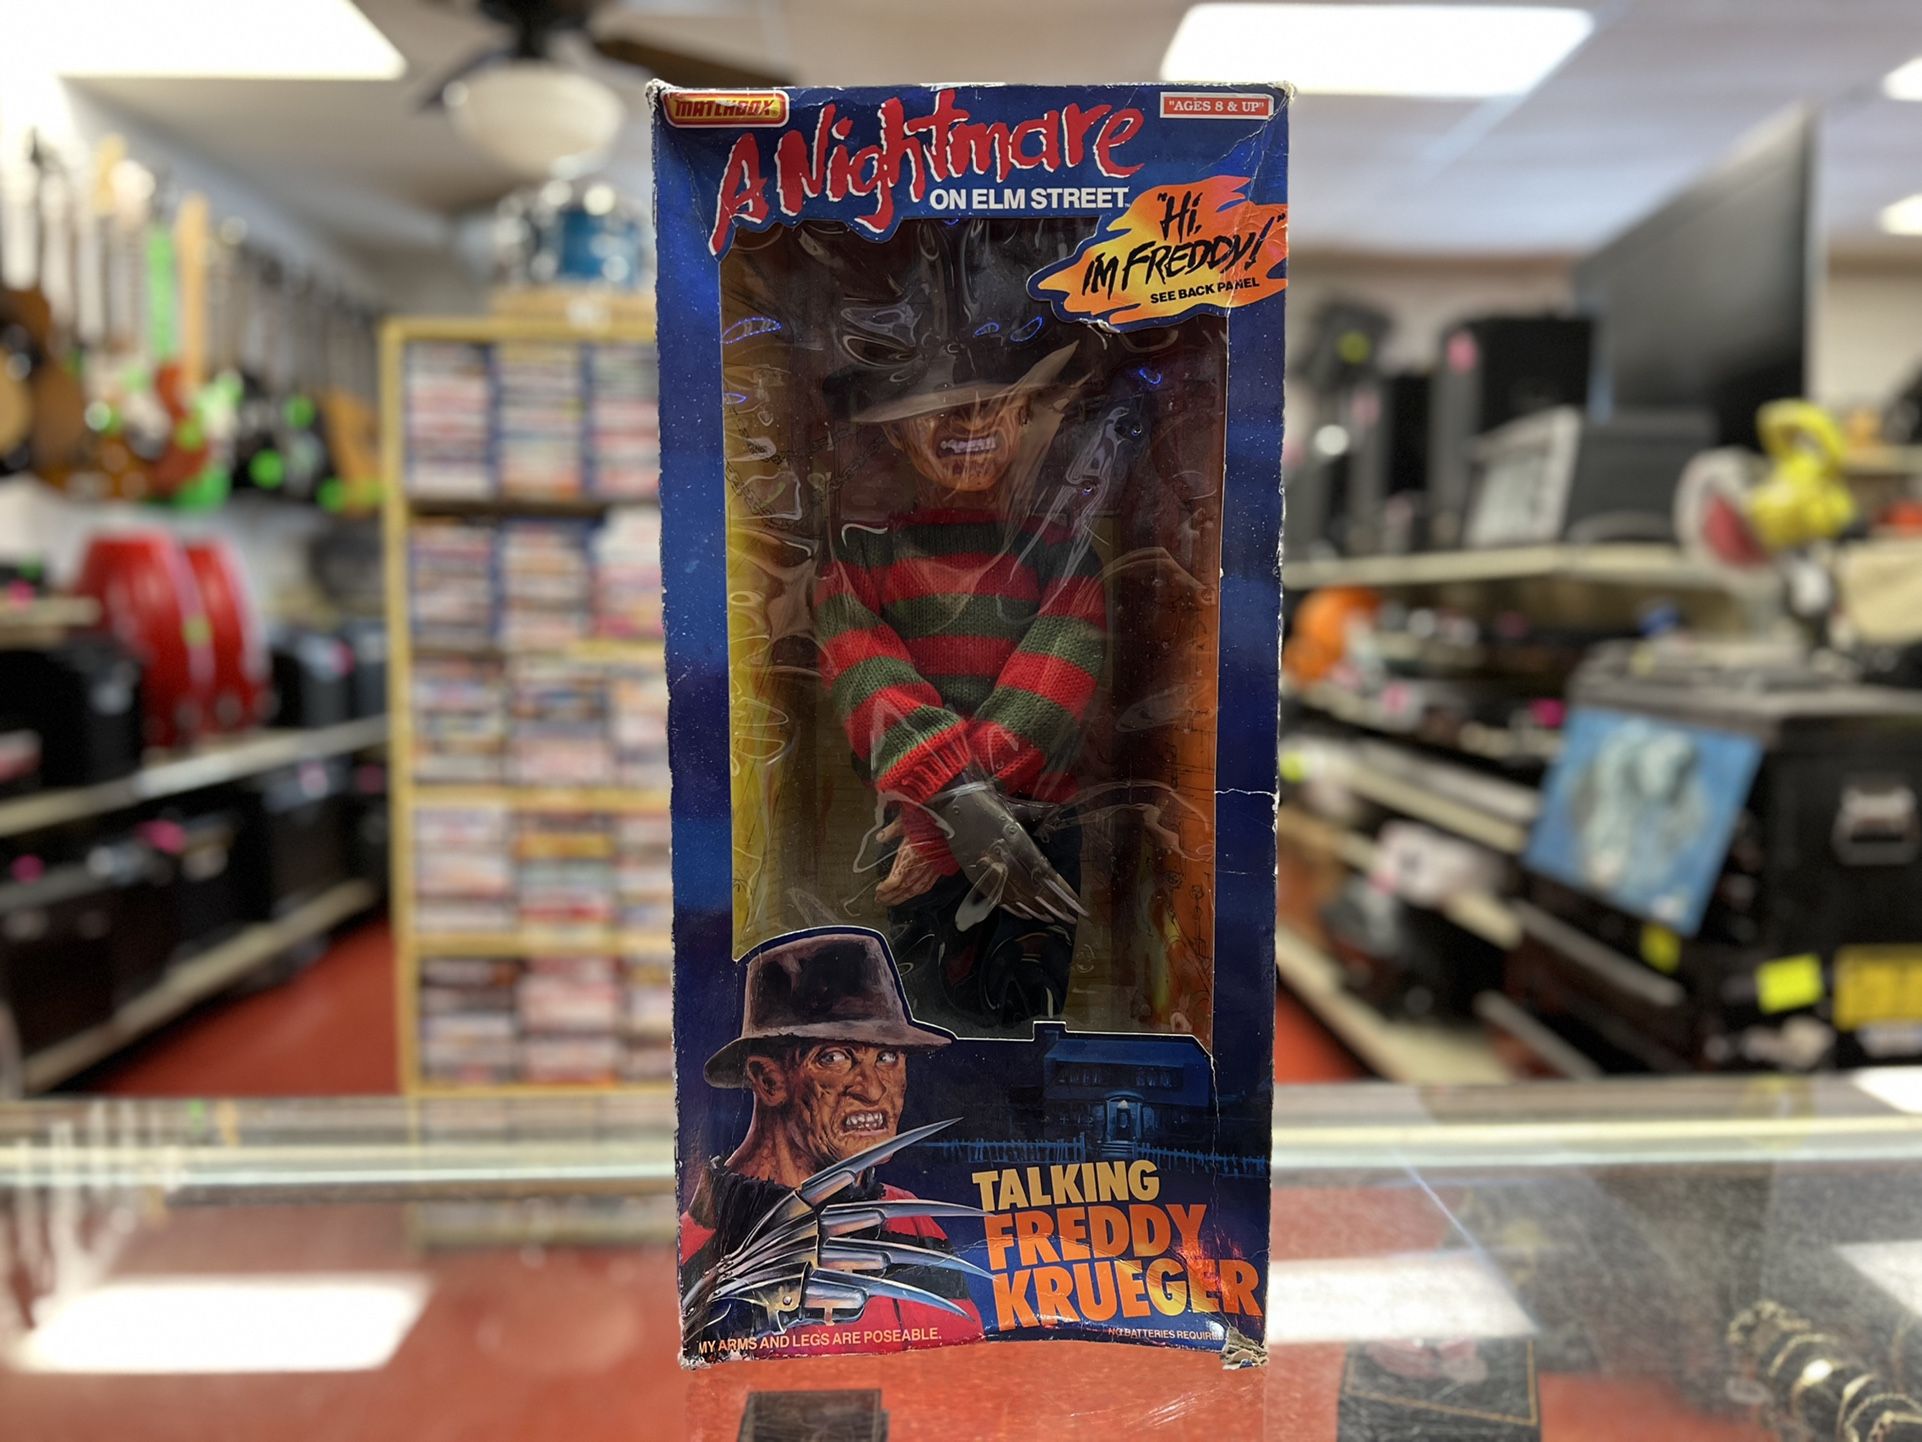 MATCHBOX
"AGES 8 & UP"
A Nightmare
ON ELM STREET
"Hi,
I'M FREDDY!"
SEE BACK PANEL
TALKING
FREDDY
KRUEGER
MY ARMS AND LEGS ARE POSEABLE.
NO BATTERIES REQUIRED